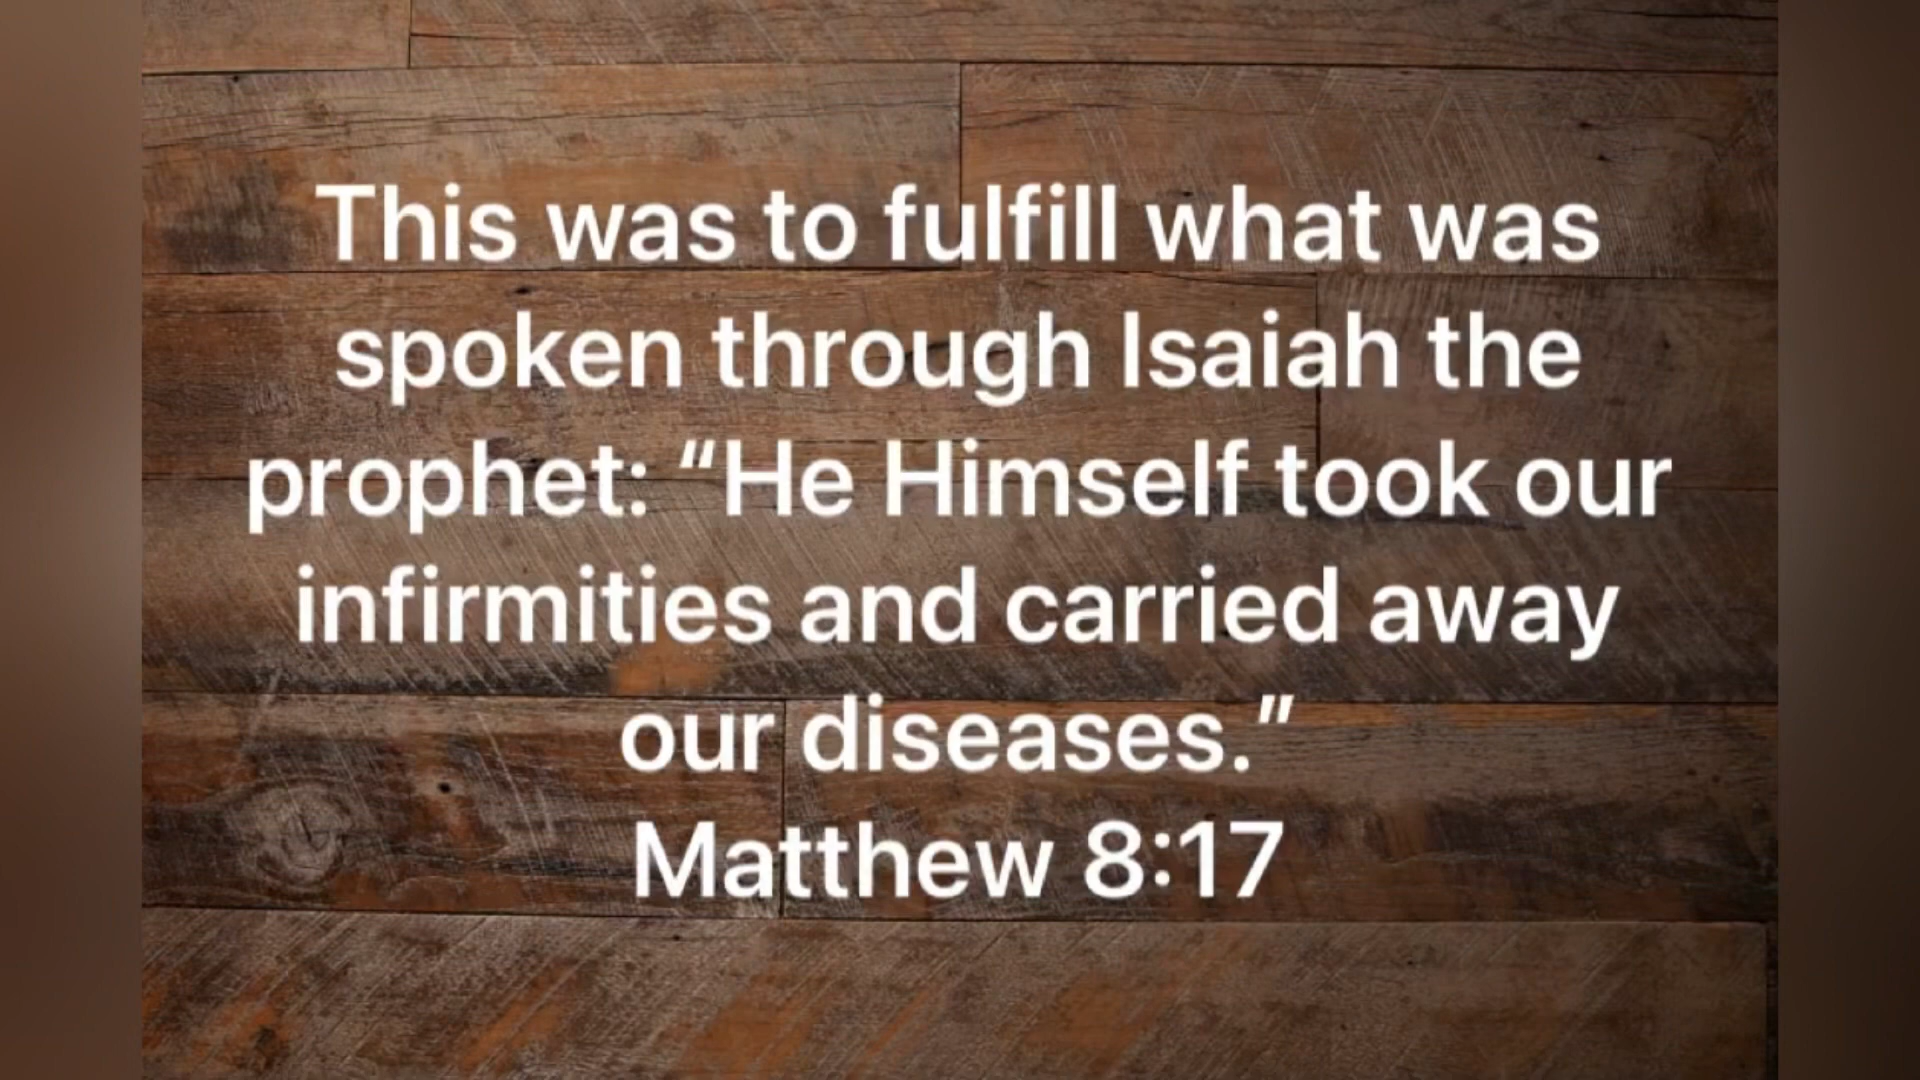 This was to fulfill what was
spoken through Isaiah the
prophet: “He Himself took our
infirmities and carried away
our diseases.”
Matthew 8:17